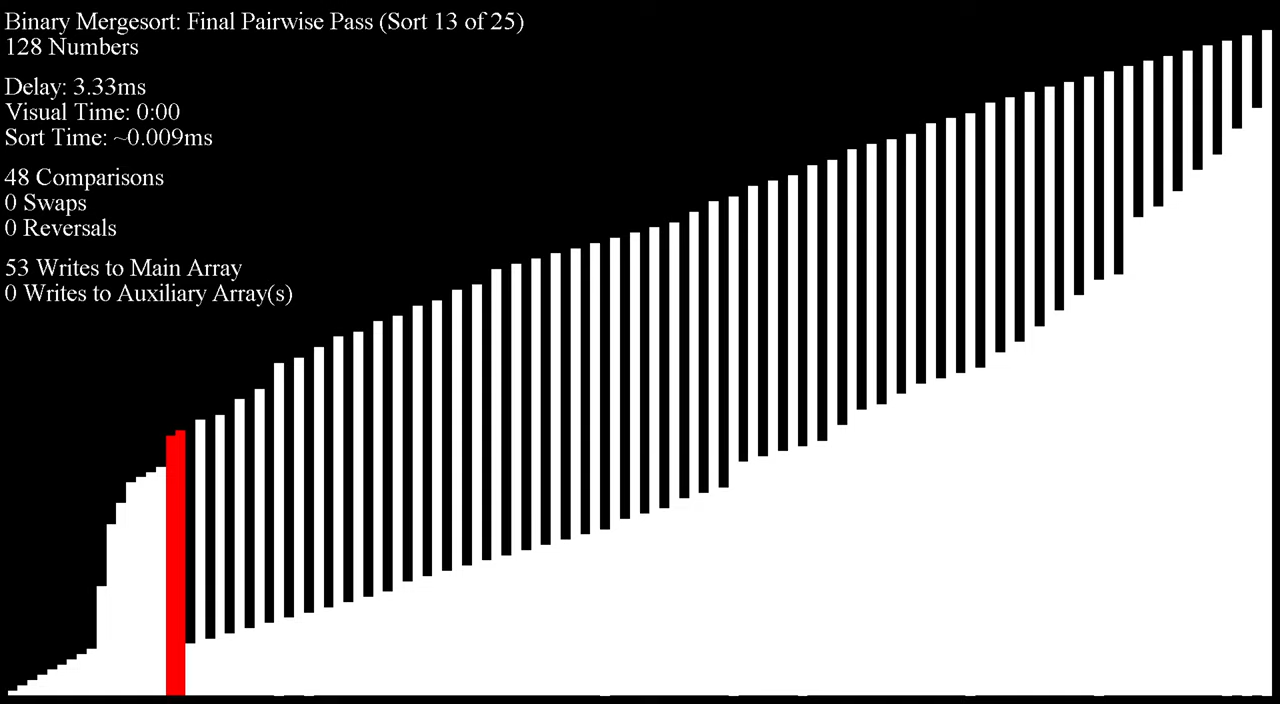 Binary Mergesort: Final Pairwise Pass (Sort 13 of 25)
128 Numbers
Delay: 3.33ms
Visual Time: 0:00
Sort Time: ~0.009ms
48 Comparisons
0 Swaps
0 Reversals
53 Writes to Main Array
0 Writes to Auxiliary Array(s)